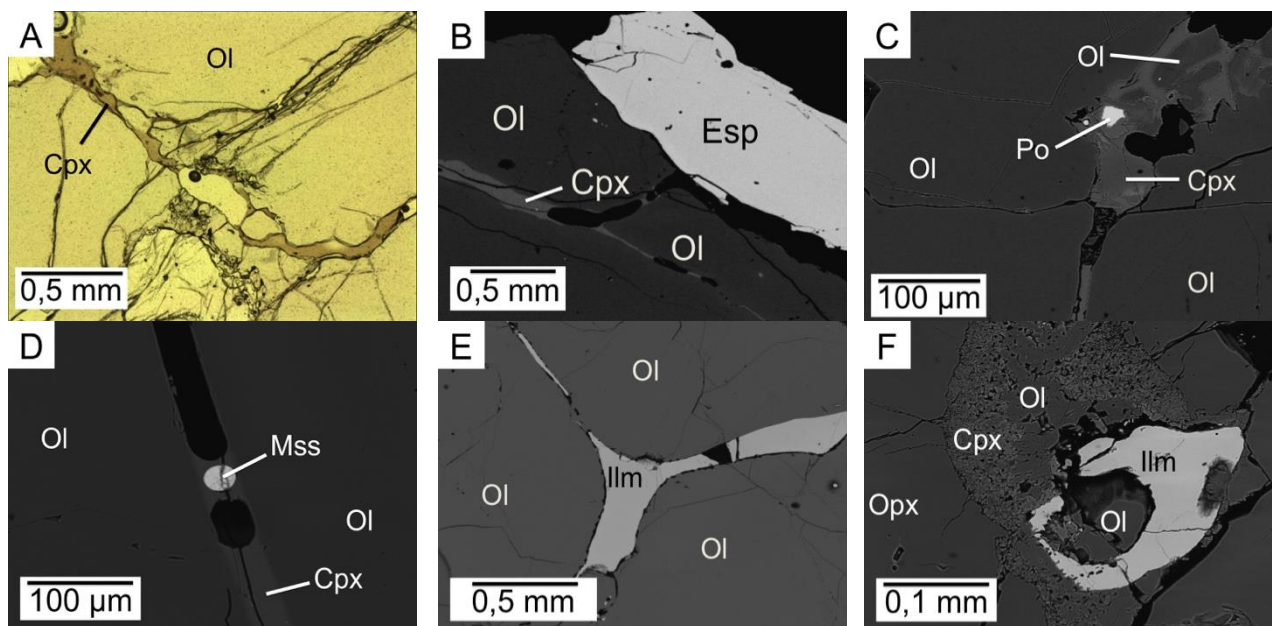 A
Ol
Cpx
0,5 mm
B
Ol
Esp
Cpx
Ol
0,5 mm
C
Ol
Po
Ol
Cpx
100 µm
Ol
D
Ol
Mss
Ol
Cpx
100 µm
E
Ol
Ilm
Ol
Ol
0,5 mm
F
Ol
Cpx
Ilm
Opx
Ol
0,1 mm